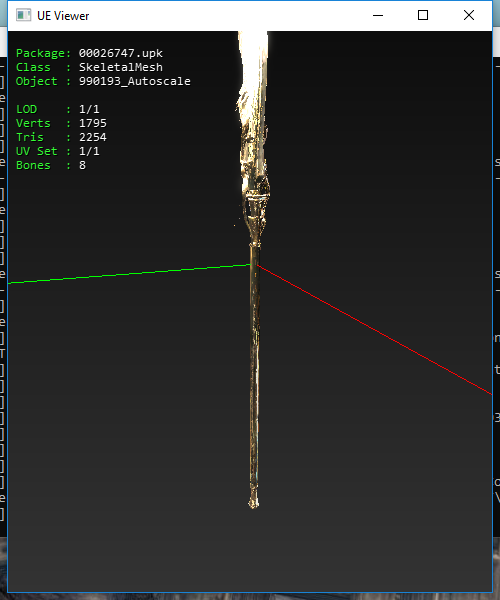 UE Viewer
Package: 00026747.upk
Class  : SkeletalMesh
Object : 990193_Autoscale
LOD    : 1/1
Verts  : 1795
Tris   : 2254
UV Set : 1/1
Bones  : 8